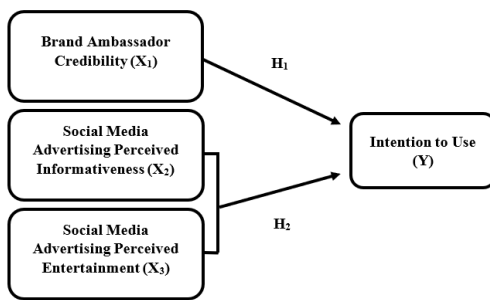 Brand Ambassador
Credibility (X₁)
H₁
Social Media
Advertising Perceived
Informativeness (X₂)
Intention to Use
(Y)
Social Media
Advertising Perceived
Entertainment (X₃)
H₂